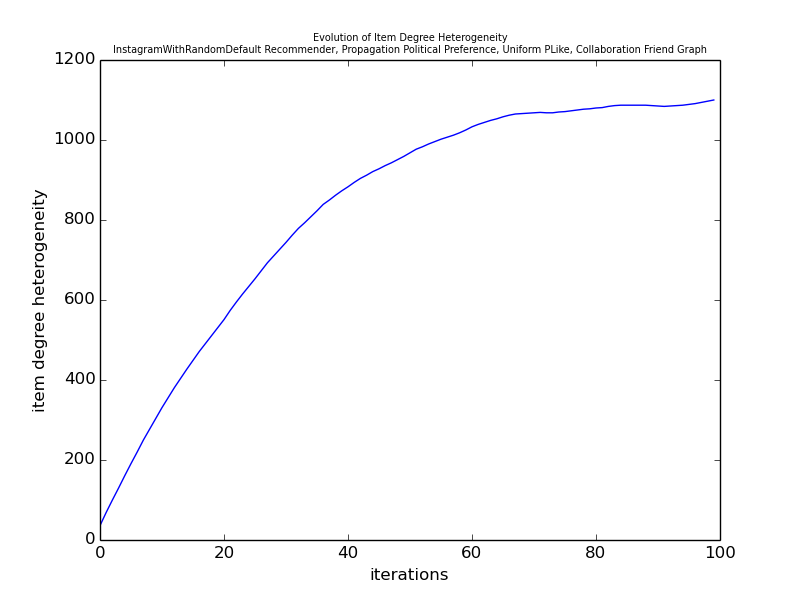 Evolution of Item Degree Heterogeneity
InstagramWithRandomDefault Recommender, Propagation Political Preference, Uniform PLike, Collaboration Friend Graph
1200
1000
800
600
400
200
0
item degree heterogeneity
0 20 40 60 80 100
iterations